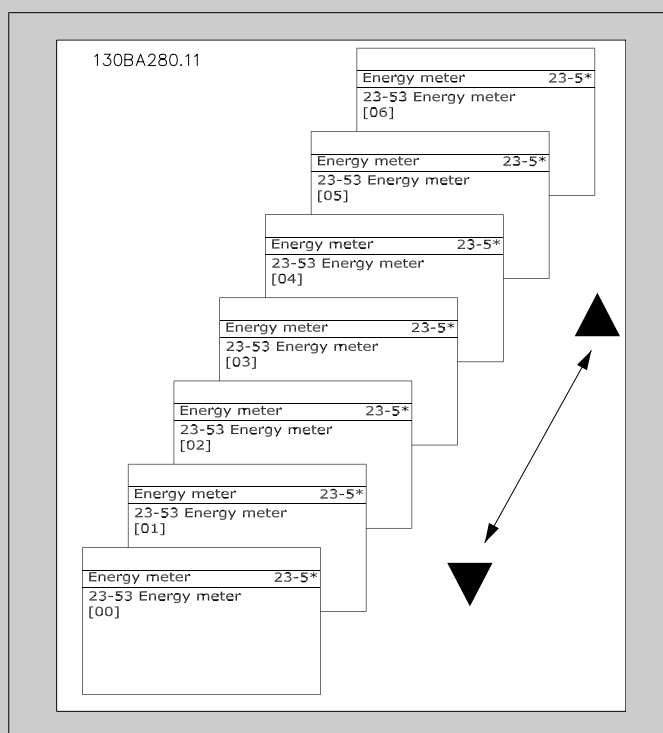 130BA280.11
Energy meter 23-5*
23-53 Energy meter
[06]
Energy meter 23-5*
23-53 Energy meter
[05]
Energy meter 23-5*
23-53 Energy meter
[04]
Energy meter 23-5*
23-53 Energy meter
[03]
Energy meter 23-5*
23-53 Energy meter
[02]
Energy meter 23-5*
23-53 Energy meter
[01]
Energy meter 23-5*
23-53 Energy meter
[00]